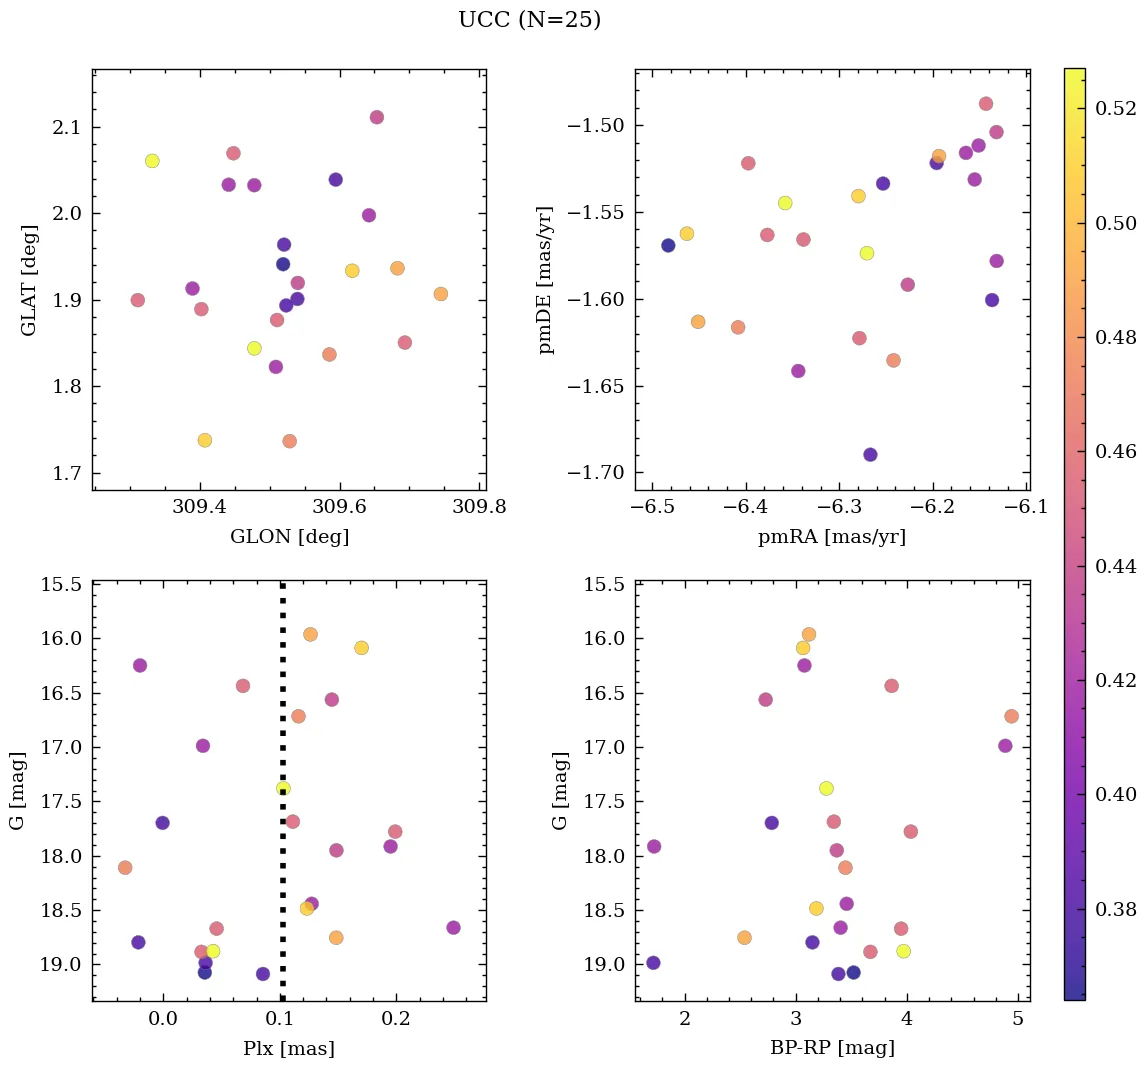 UCC (N=25)
2.1
2.0
1.9
1.8
1.7
GLAT [deg]
309.4 309.6 309.8
GLON [deg]
−1.50
−1.55
−1.60
−1.65
−1.70
pmDE [mas/yr]
−6.5 −6.4 −6.3 −6.2 −6.1
pmRA [mas/yr]
15.5
16.0
16.5
17.0
17.5
18.0
18.5
19.0
G [mag]
0.0 0.1 0.2
Plx [mas]
15.5
16.0
16.5
17.0
17.5
18.0
18.5
19.0
G [mag]
2 3 4 5
BP-RP [mag]
0.52
0.50
0.48
0.46
0.44
0.42
0.40
0.38